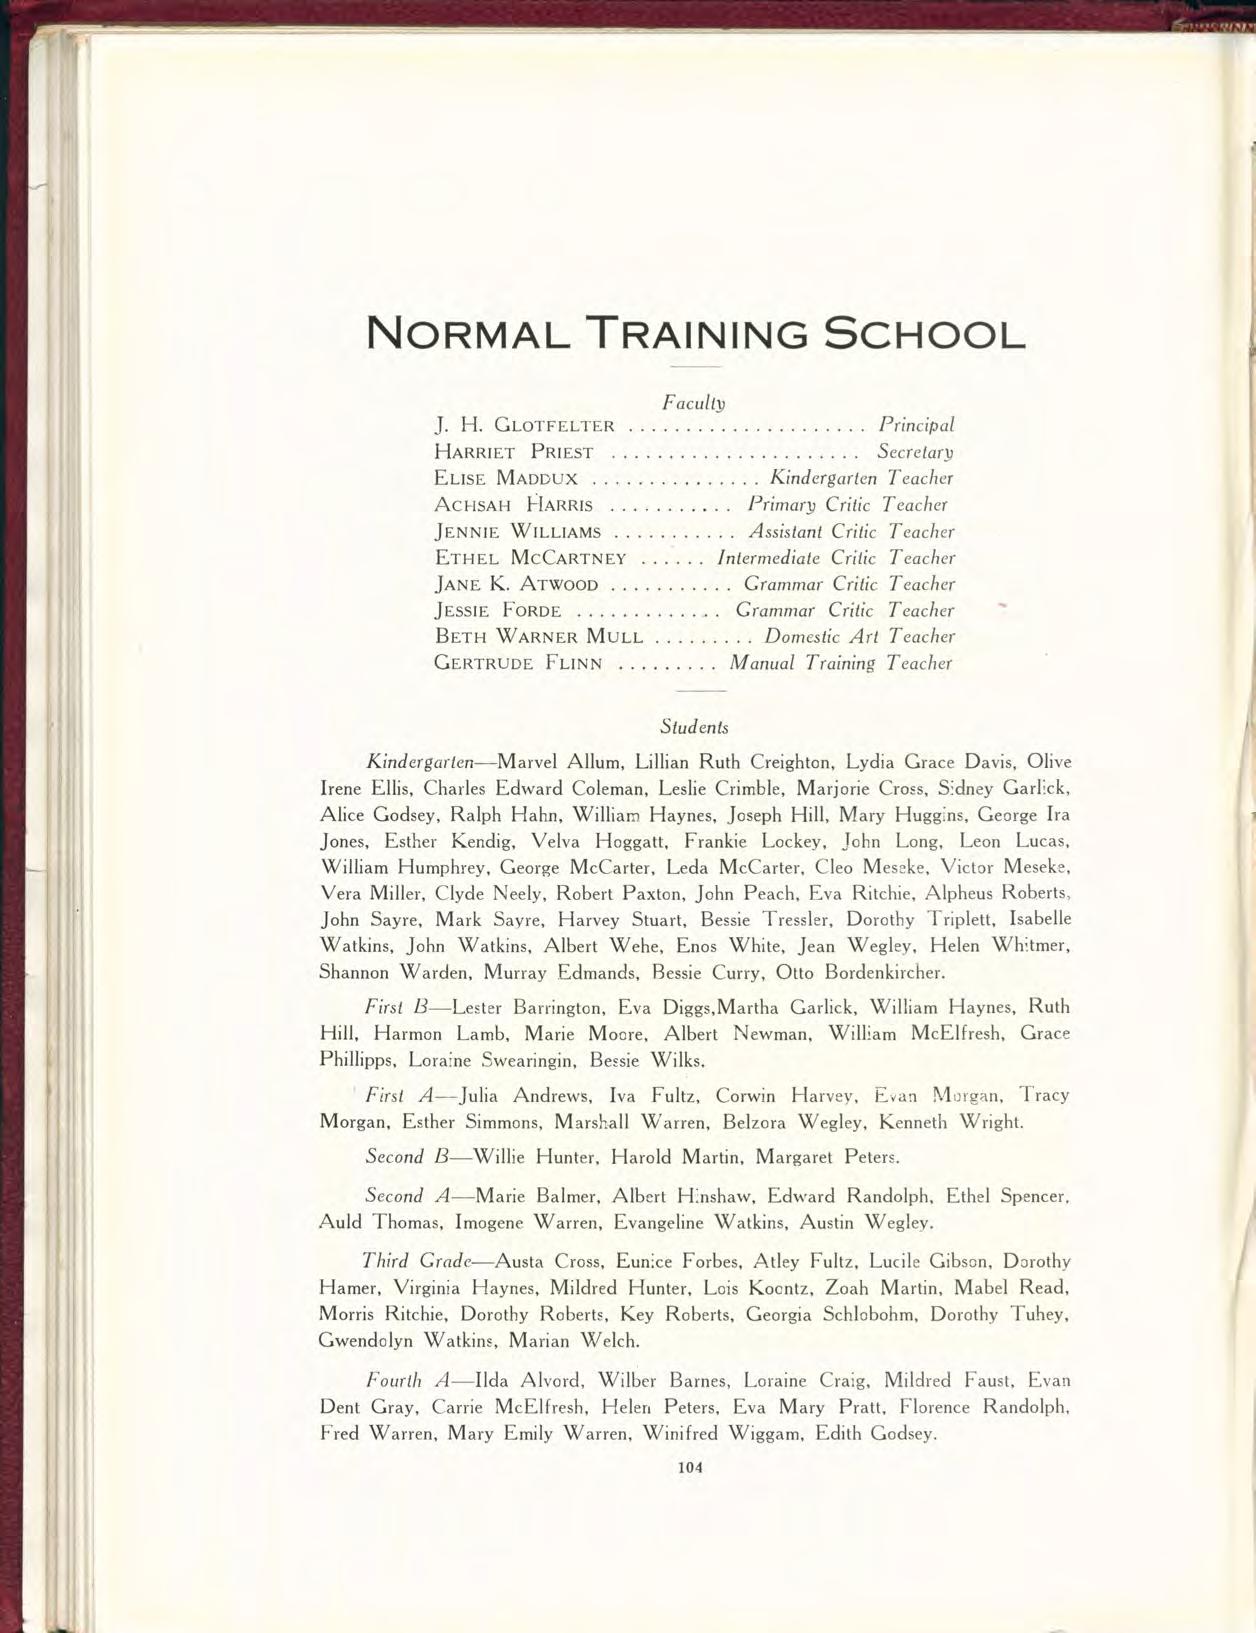 NORMAL TRAINING SCHOOL
Faculty
J. H. GLOTFELTER ..................... Principal
HARRIET PRIEST ...................... Secretary
ELISE MADDUX ............... Kindergarten Teacher
ACHSAH HARRIS ........... Primary Critic Teacher
JENNIE WILLIAMS ........... Assistant Critic Teacher
ETHEL MCCARTNEY ...... Intermediate Critic Teacher
JANE K. ATWOOD ........... Grammar Critic Teacher
JESSIE FORDE ............. Grammar Critic Teacher
BETH WARNER MULL ......... Domestic Art Teacher
GERTRUDE FLINN ......... Manual Training Teacher
Students
Kindergarten—Marvel Allum, Lillian Ruth Creighton, Lydia Grace Davis, Olive
Irene Ellis, Charles Edward Coleman, Leslie Crimble, Marjorie Cross, Sidney Garlick,
Alice Godsey, Ralph Hahn, William Haynes, Joseph Hill, Mary Huggins, George Ira
Jones, Esther Kendig, Velva Hoggatt, Frankie Lockey, John Long, Leon Lucas,
William Humphrey, George McCarter, Leda McCarter, Cleo Meseke, Victor Meseke,
Vera Miller, Clyde Neely, Robert Paxton, John Peach, Eva Ritchie, Alpheus Roberts,
John Sayre, Mark Sayre, Harvey Stuart, Bessie Tressler, Dorothy Triplett, Isabelle
Watkins, John Watkins, Albert Wehe, Enos White, Jean Wegley, Helen Whitmer,
Shannon Warden, Murray Edmands, Bessie Curry, Otto Bordenkircher.
First B—Lester Barrington, Eva Diggs,Martha Garlick, William Haynes, Ruth
Hill, Harmon Lamb, Marie Moore, Albert Newman, William McElfresh, Grace
Phillipps, Loraine Swearingin, Bessie Wilks.
First A—Julia Andrews, Iva Fultz, Corwin Harvey, Evan Morgan, Tracy
Morgan, Esther Simmons, Marshall Warren, Belzora Wegley, Kenneth Wright.
Second B—Willie Hunter, Harold Martin, Margaret Peters.
Second A—Marie Balmer, Albert Hinshaw, Edward Randolph, Ethel Spencer,
Auld Thomas, Imogene Warren, Evangeline Watkins, Austin Wegley.
Third Grade—Austa Cross, Eunice Forbes, Atley Fultz, Lucile Gibson, Dorothy
Hamer, Virginia Haynes, Mildred Hunter, Lois Koontz, Zoah Martin, Mabel Read,
Morris Ritchie, Dorothy Roberts, Key Roberts, Georgia Schlobohm, Dorothy Tuhey,
Gwendolyn Watkins, Marian Welch.
Fourth A—Ilda Alvord, Wilber Barnes, Loraine Craig, Mildred Faust, Evan
Dent Gray, Carrie McElfresh, Helen Peters, Eva Mary Pratt, Florence Randolph,
Fred Warren, Mary Emily Warren, Winifred Wiggam, Edith Godsey.
104